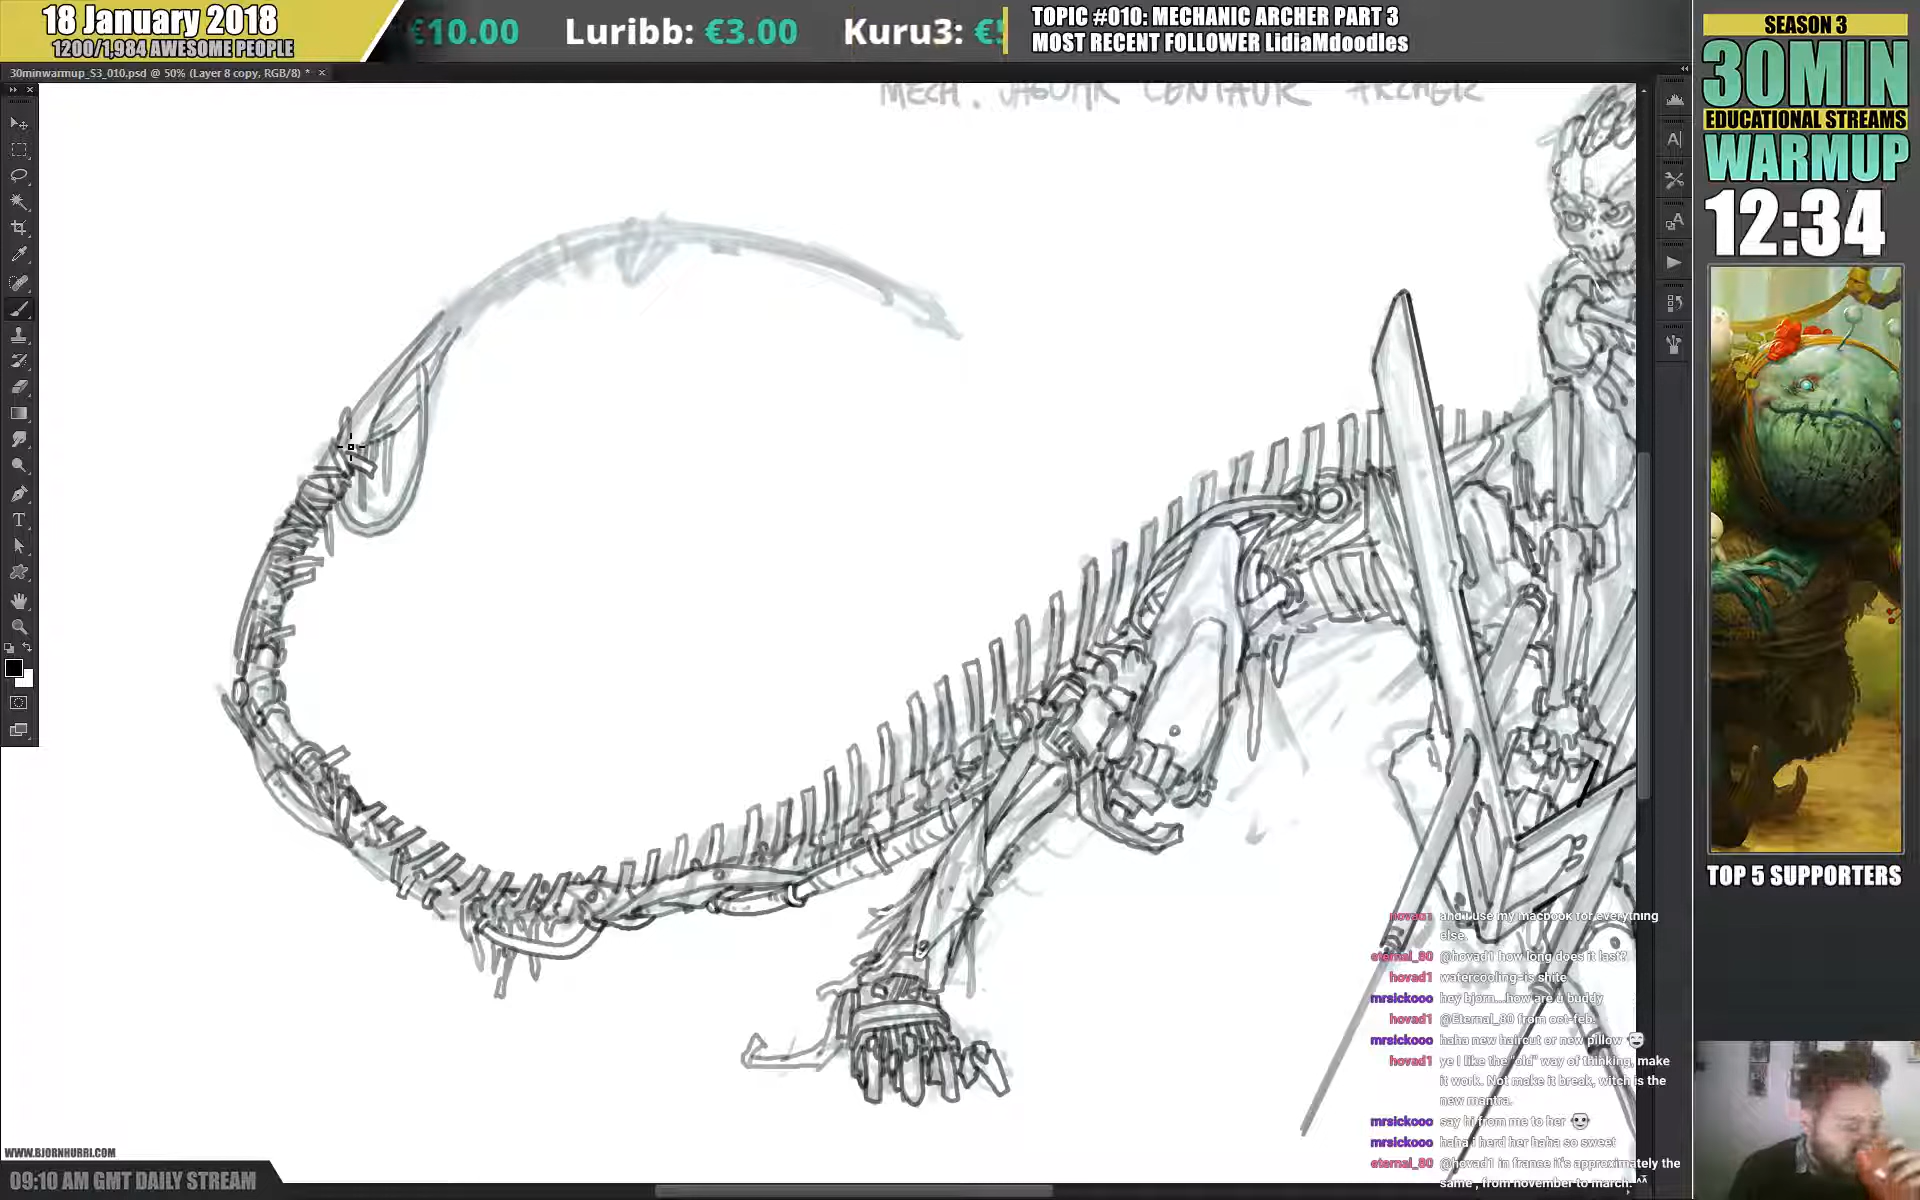 18 January 2018
1200/1,984 AWESOME PEOPLE
€10.00 Luribb: €3.00 Kuru3:
TOPIC #010: MECHANIC ARCHER PART 3
MOST RECENT FOLLOWER LidiaMdoodles
SEASON 3
30MIN
EDUCATIONAL STREAMS
WARMUP
12:34
30minwarmup_S3_010.psd @ 50% (Layer 8 copy, RGB/8) *
MECH. JAGUAR CENTAUR ARCHER
TOP 5 SUPPORTERS
hovad1 and i use my macbook for everything
else.
eternal_80 @hovad1 how long does it last?
hovad1 watercooling is shite
mrsickooo hey bjorn...how are u buddy
hovad1 @Eternal_80 from oct-feb.
mrsickooo haha new haircut or new pillow
hovad1 ye I like the "old" way of thinking, make
it work. Not make it break, witch is the
new mantra.
mrsickooo say hi from me to her
mrsickooo haha i herd her haha so sweet
eternal_80 @hovad1 in france it's approximately the
same , from november to march. ^^
WWW.BJORNHURRI.COM
09:10 AM GMT DAILY STREAM